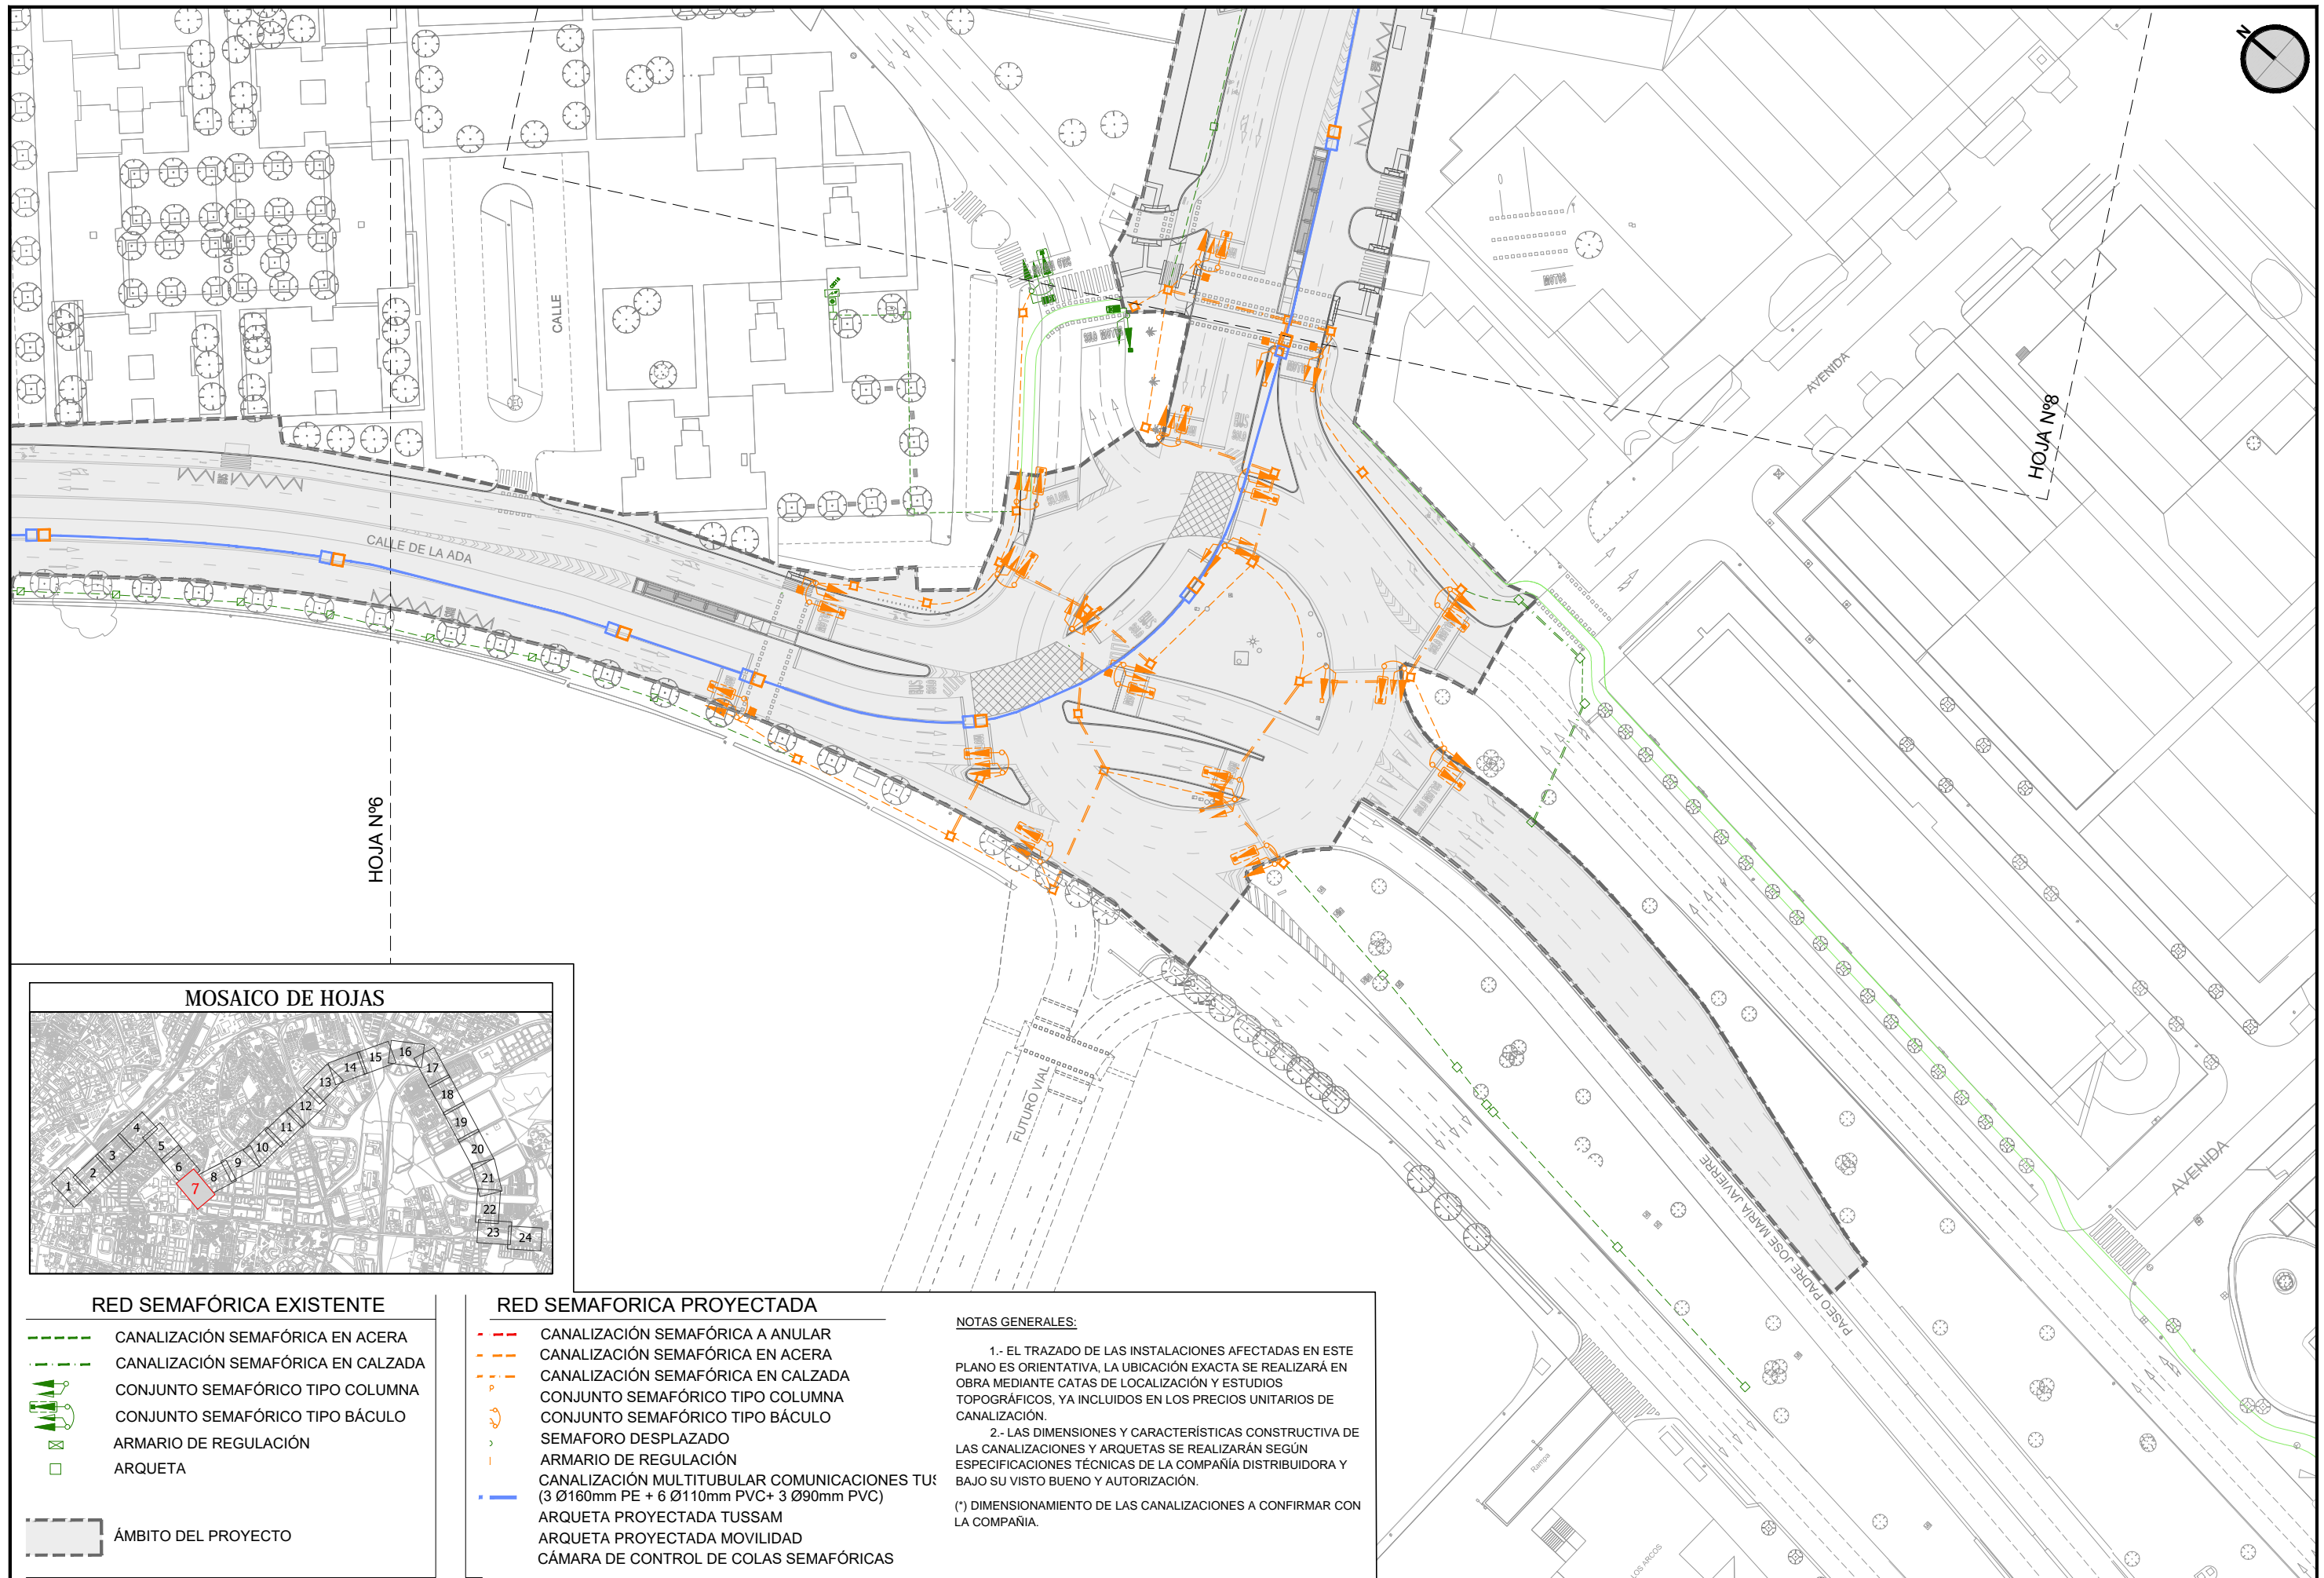 N
CALLE
CALLE
AVENIDA
HOJA Nº8
CALLE DE LA ADA
HOJA Nº6
FUTURO VIAL
PASEO PADRE JOSE MARÍA JAVIERRE
AVENIDA
Rampa
LOS ARCOS
MOSAICO DE HOJAS
1
2
3
4
5
6
7
8
9
10
11
12
13
14
15
16
17
18
19
20
21
22
23
24
RED SEMAFÓRICA EXISTENTE
CANALIZACIÓN SEMAFÓRICA EN ACERA
CANALIZACIÓN SEMAFÓRICA EN CALZADA
CONJUNTO SEMAFÓRICO TIPO COLUMNA
CONJUNTO SEMAFÓRICO TIPO BÁCULO
ARMARIO DE REGULACIÓN
ARQUETA
ÁMBITO DEL PROYECTO
RED SEMAFORICA PROYECTADA
CANALIZACIÓN SEMAFÓRICA A ANULAR
CANALIZACIÓN SEMAFÓRICA EN ACERA
CANALIZACIÓN SEMAFÓRICA EN CALZADA
CONJUNTO SEMAFÓRICO TIPO COLUMNA
CONJUNTO SEMAFÓRICO TIPO BÁCULO
SEMAFORO DESPLAZADO
ARMARIO DE REGULACIÓN
CANALIZACIÓN MULTITUBULAR COMUNICACIONES TUS
(3 Ø160mm PE + 6 Ø110mm PVC+ 3 Ø90mm PVC)
ARQUETA PROYECTADA TUSSAM
ARQUETA PROYECTADA MOVILIDAD
CÁMARA DE CONTROL DE COLAS SEMAFÓRICAS
NOTAS GENERALES:
1.- EL TRAZADO DE LAS INSTALACIONES AFECTADAS EN ESTE
PLANO ES ORIENTATIVA, LA UBICACIÓN EXACTA SE REALIZARÁ EN
OBRA MEDIANTE CATAS DE LOCALIZACIÓN Y ESTUDIOS
TOPOGRÁFICOS, YA INCLUIDOS EN LOS PRECIOS UNITARIOS DE
CANALIZACIÓN.
2.- LAS DIMENSIONES Y CARACTERÍSTICAS CONSTRUCTIVA DE
LAS CANALIZACIONES Y ARQUETAS SE REALIZARÁN SEGÚN
ESPECIFICACIONES TÉCNICAS DE LA COMPAÑÍA DISTRIBUIDORA Y
BAJO SU VISTO BUENO Y AUTORIZACIÓN.
(*) DIMENSIONAMIENTO DE LAS CANALIZACIONES A CONFIRMAR CON
LA COMPAÑIA.